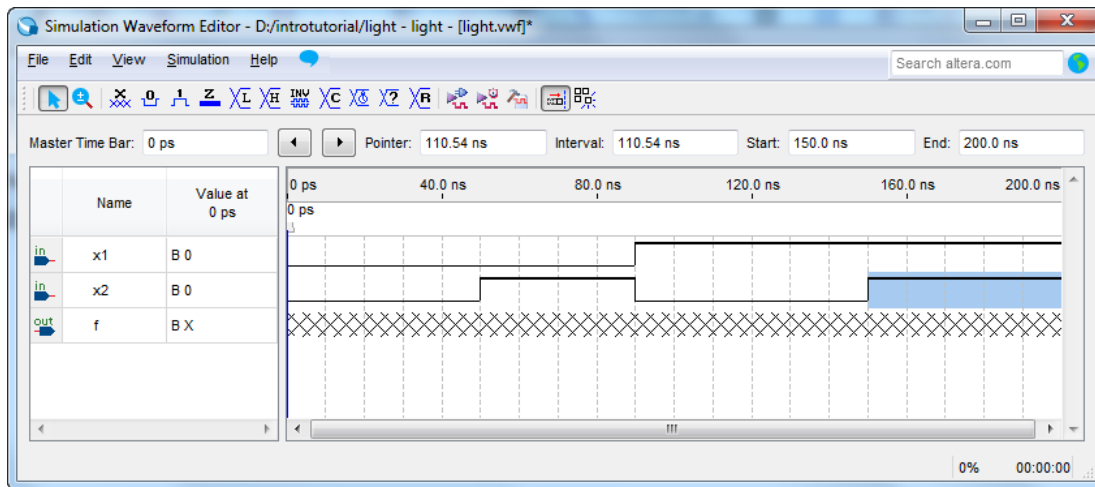 Simulation Waveform Editor - D:/introtutorial/light - light - [light.vwf]*
File Edit View Simulation Help Search altera.com
Master Time Bar: 0 ps Pointer: 110.54 ns Interval: 110.54 ns Start: 150.0 ns End: 200.0 ns
Name Value at 0 ps
0 ps 40.0 ns 80.0 ns 120.0 ns 160.0 ns 200.0 ns
0 ps
in x1 B 0
in x2 B 0
out f B X
0% 00:00:00